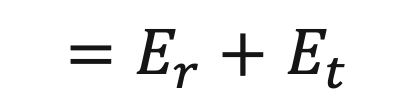 = E_r + E_t